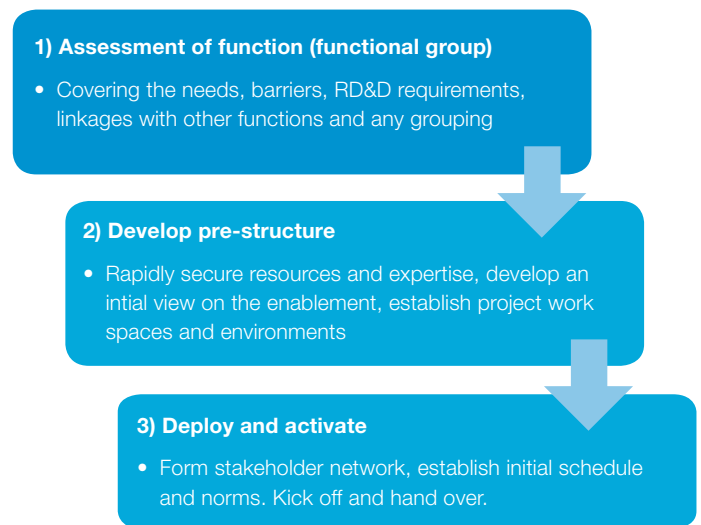 1) Assessment of function (functional group)
• Covering the needs, barriers, RD&D requirements,
linkages with other functions and any grouping
2) Develop pre-structure
• Rapidly secure resources and expertise, develop an
intial view on the enablement, establish project work
spaces and environments
3) Deploy and activate
• Form stakeholder network, establish initial schedule
and norms. Kick off and hand over.